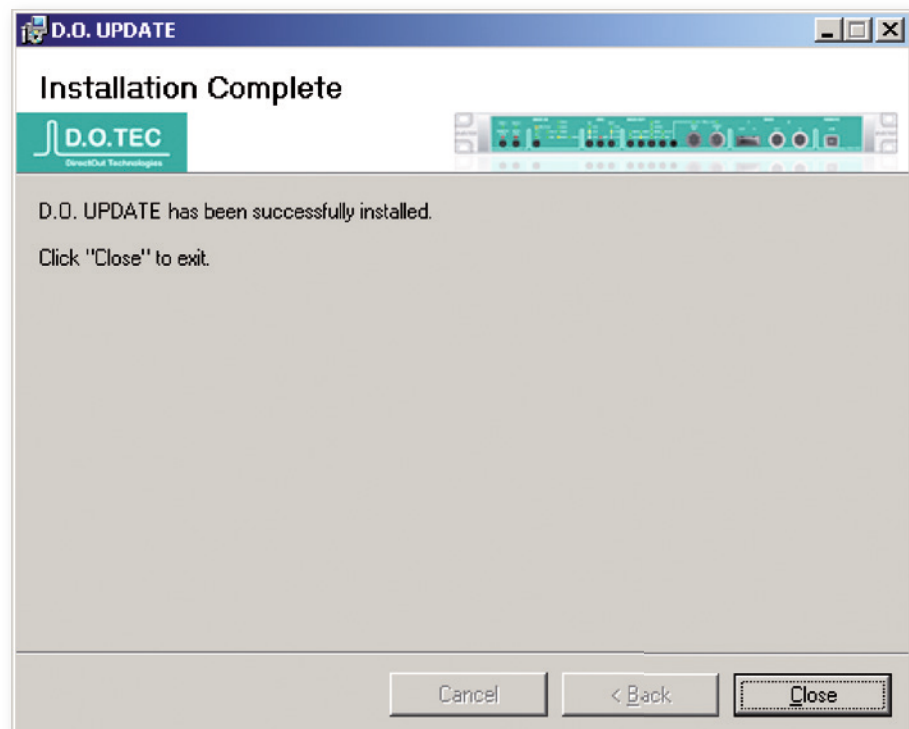 D.O. UPDATE
Installation Complete
D.O.TEC
DirectOut Technologies
D.O. UPDATE has been successfully installed.
Click "Close" to exit.
Cancel
< Back
Close